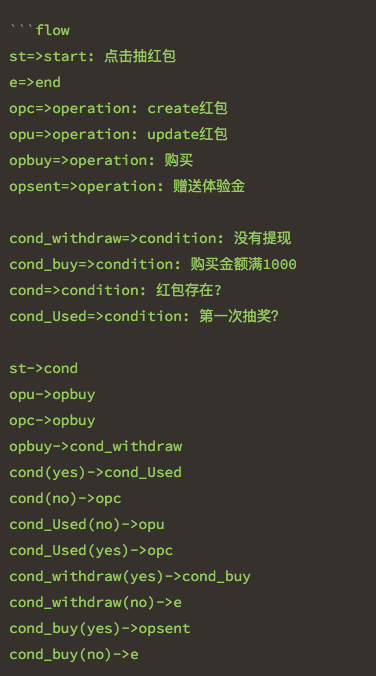 ```flow
st=>start: 点击抽红包
e=>end
opc=>operation: create红包
opu=>operation: update红包
opbuy=>operation: 购买
opsent=>operation: 赠送体验金

cond_withdraw=>condition: 没有提现
cond_buy=>condition: 购买金额满1000
cond=>condition: 红包存在?
cond_Used=>condition: 第一次抽奖?

st->cond
opu->opbuy
opc->opbuy
opbuy->cond_withdraw
cond(yes)->cond_Used
cond(no)->opc
cond_Used(no)->opu
cond_Used(yes)->opc
cond_withdraw(yes)->cond_buy
cond_withdraw(no)->e
cond_buy(yes)->opsent
cond_buy(no)->e